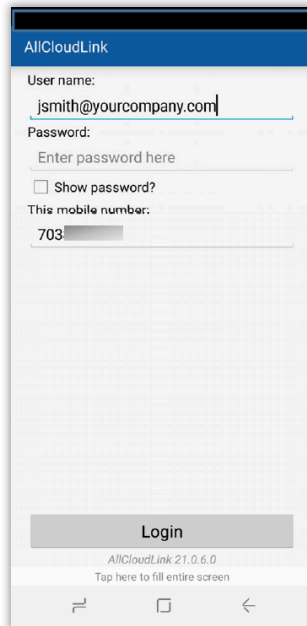 AllCloudLink
User name:
jsmith@yourcompany.com
Password:
Enter password here
Show password?
This mobile number:
703
Login
AllCloudLink 21.0.6.0
Tap here to fill entire screen